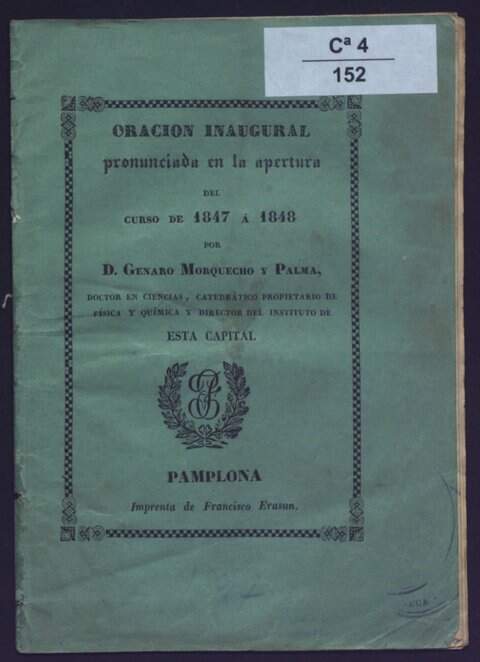 Cª 4
152
ORACION INAUGURAL
pronunciada en la apertura
DEL
CURSO DE 1847 Á 1848
POR
D. GENARO MORQUECHO Y PALMA,
DOCTOR EN CIENCIAS, CATEDRÁTICO PROPIETARIO DE
FÍSICA Y QUÍMICA Y DIRECTOR DEL INSTITUTO DE
ESTA CAPITAL
PAMPLONA
Imprenta de Francisco Erasun.